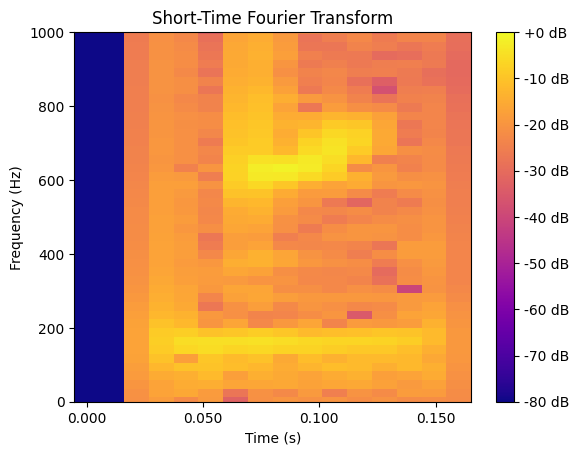 Short-Time Fourier Transform
1000
800
600
400
200
0
Frequency (Hz)
0.000
0.050
0.100
0.150
Time (s)
+0 dB
-10 dB
-20 dB
-30 dB
-40 dB
-50 dB
-60 dB
-70 dB
-80 dB